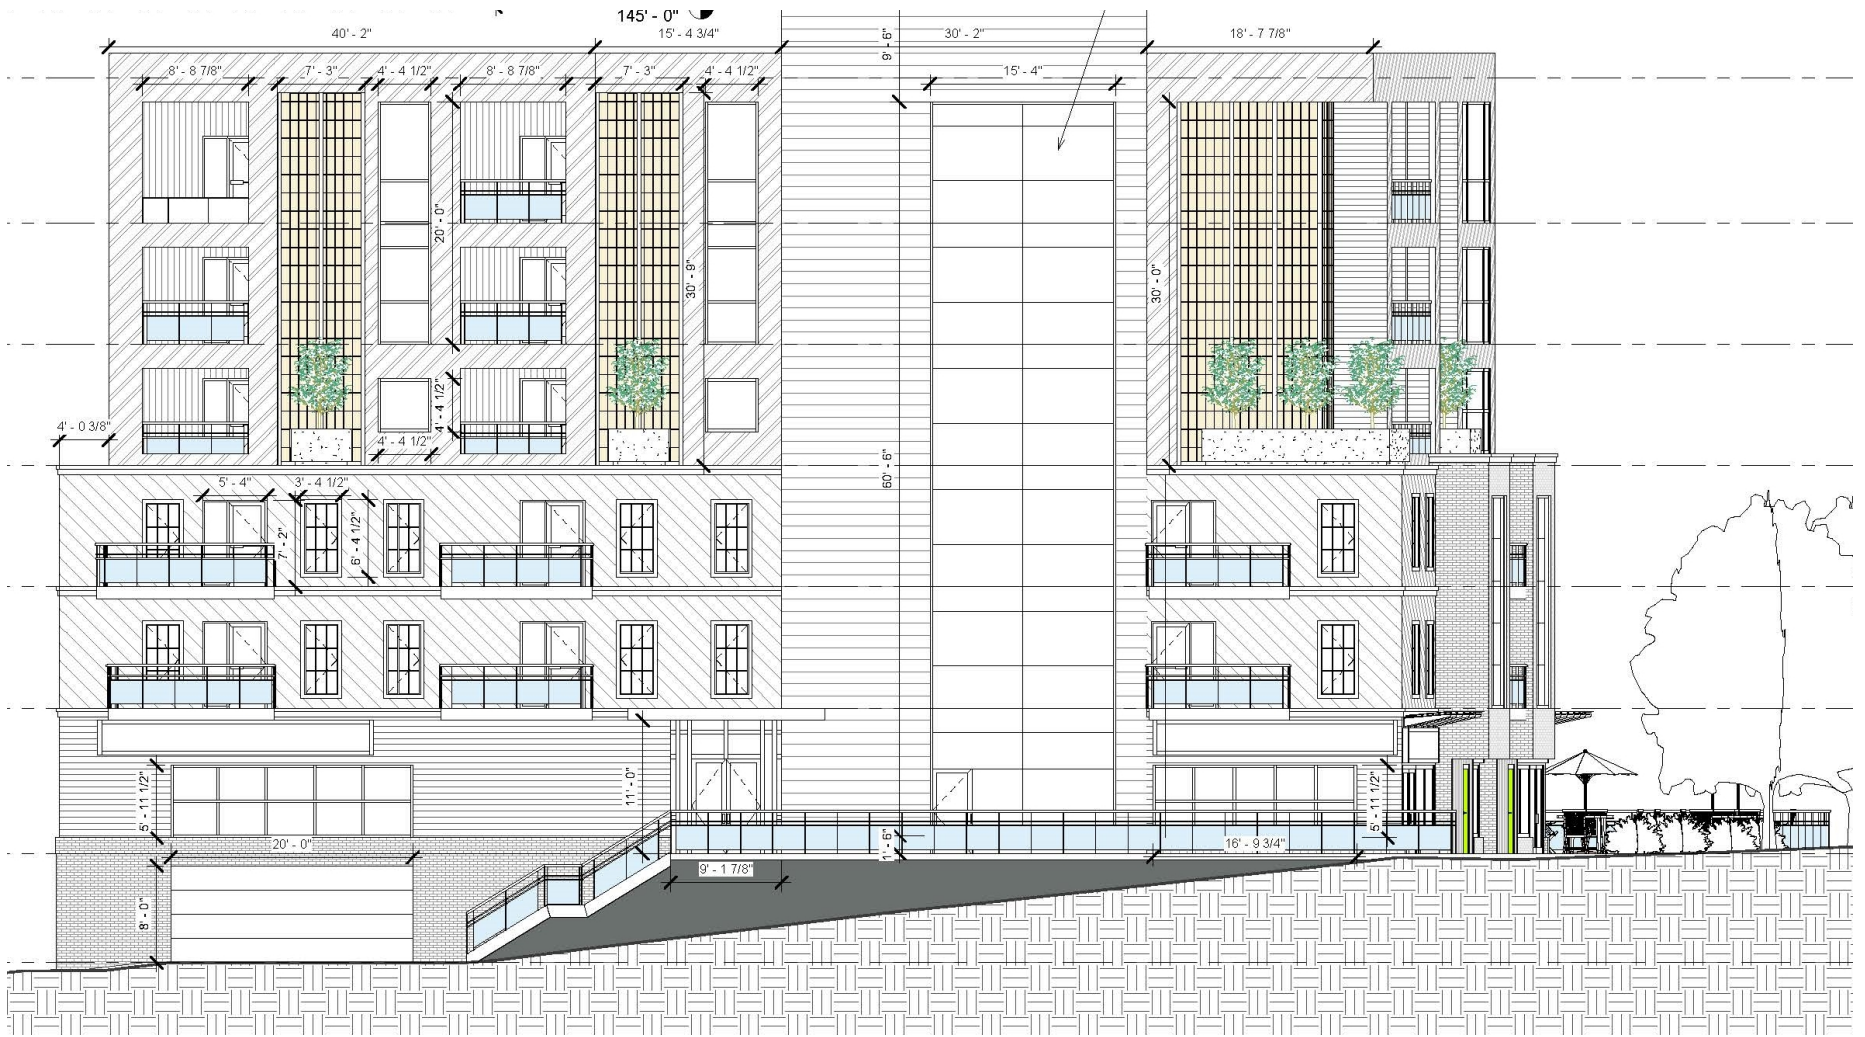 145' - 0"
40' - 2"
15' - 4 3/4"
9' - 6"
30' - 2"
18' - 7 7/8"
8' - 8 7/8"
7' - 3"
4' - 4 1/2"
8' - 8 7/8"
7' - 3"
4' - 4 1/2"
15' - 4"
20' - 0"
30' - 9"
30' - 0"
4' - 4 1/2"
4' - 0 3/8"
4' - 4 1/2"
60' - 6"
5' - 4"
3' - 4 1/2"
7' - 2"
6' - 4 1/2"
11' - 0"
5' - 11 1/2"
5' - 11 1/2"
20' - 0"
1' - 6"
16' - 9 3/4"
9' - 1 7/8"
8' - 0"